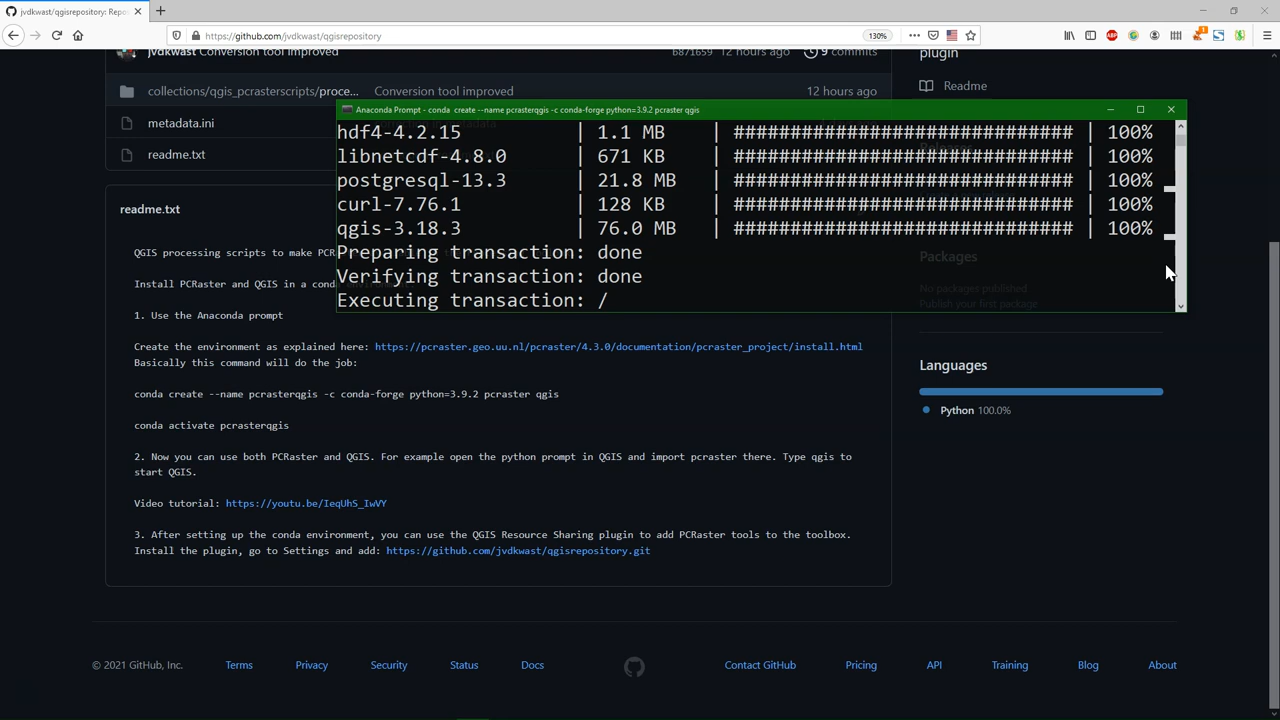 jvdkwast/qgisrepository: Repo
https://github.com/jvdkwast/qgisrepository
130%
ABP
jvdkwast Conversion tool improved
6871659 12 hours ago
9 commits
plugin
collections/qgis_pcrasterscripts/proce...
Conversion tool improved
12 hours ago
Readme
metadata.ini
readme.txt
Anaconda Prompt - conda create --name pcrasterqgis -c conda-forge python=3.9.2 pcraster qgis
hdf4-4.2.15 | 1.1 MB | ############################## | 100%
libnetcdf-4.8.0 | 671 KB | ############################## | 100%
postgresql-13.3 | 21.8 MB | ############################## | 100%
curl-7.76.1 | 128 KB | ############################## | 100%
qgis-3.18.3 | 76.0 MB | ############################## | 100%
Preparing transaction: done
Verifying transaction: done
Executing transaction: /
Packages
No packages published
Publish your first package
Languages
Python 100.0%
readme.txt
QGIS processing scripts to make PCR
Install PCRaster and QGIS in a cond
1. Use the Anaconda prompt
Create the environment as explained here: https://pcraster.geo.uu.nl/pcraster/4.3.0/documentation/pcraster_project/install.html
Basically this command will do the job:
conda create --name pcrasterqgis -c conda-forge python=3.9.2 pcraster qgis
conda activate pcrasterqgis
2. Now you can use both PCRaster and QGIS. For example open the python prompt in QGIS and import pcraster there. Type qgis to
start QGIS.
Video tutorial: https://youtu.be/IeqUhS_IwVY
3. After setting up the conda environment, you can use the QGIS Resource Sharing plugin to add PCRaster tools to the toolbox.
Install the plugin, go to Settings and add: https://github.com/jvdkwast/qgisrepository.git
© 2021 GitHub, Inc.
Terms
Privacy
Security
Status
Docs
Contact GitHub
Pricing
API
Training
Blog
About